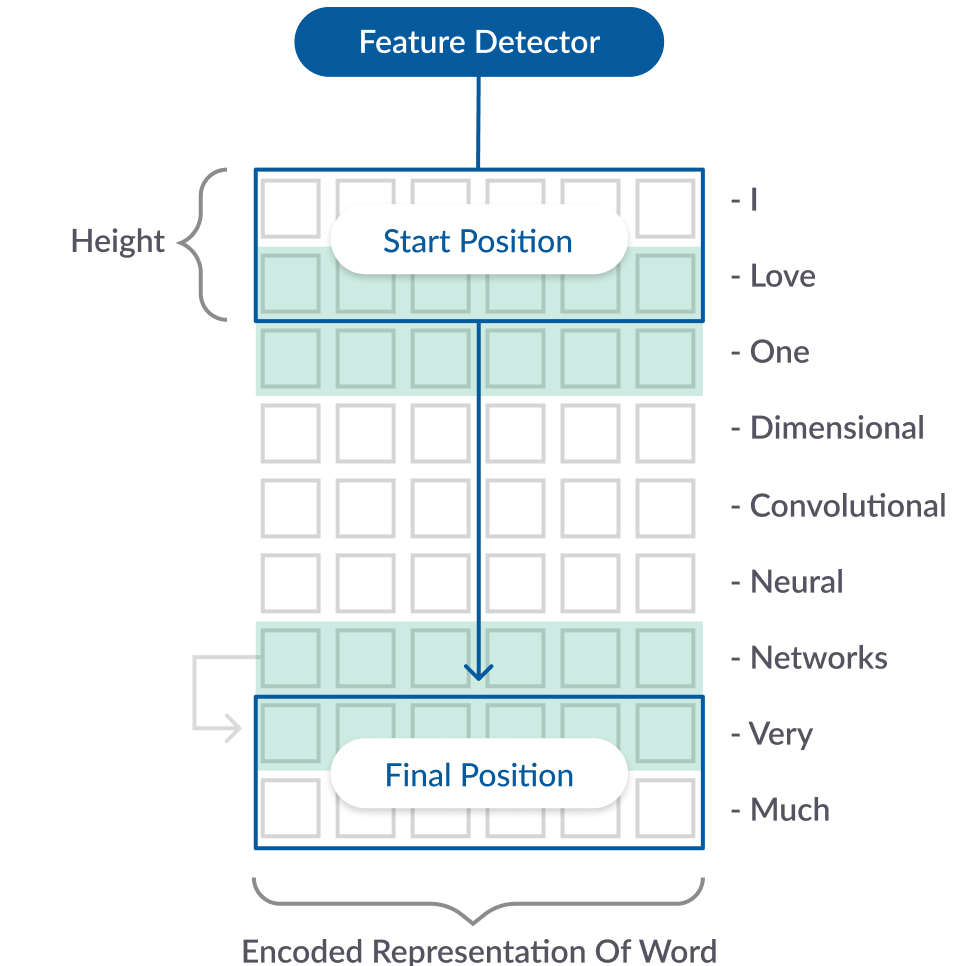 Feature Detector
- I
Height
Start Position
- Love
- One
- Dimensional
- Convolutional
- Neural
- Networks
- Very
Final Position
- Much
Encoded Representation Of Word